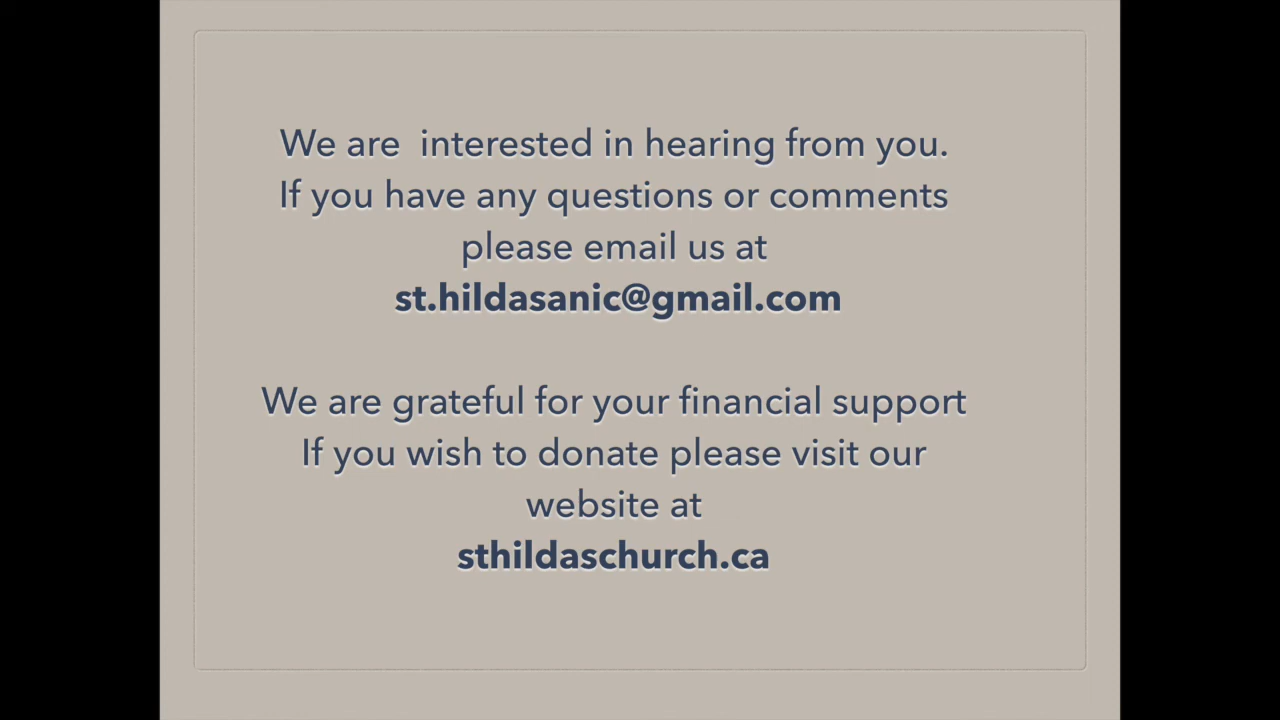 We are  interested in hearing from you.
If you have any questions or comments
please email us at
st.hildasanic@gmail.com
We are grateful for your financial support
If you wish to donate please visit our
website at
sthildaschurch.ca